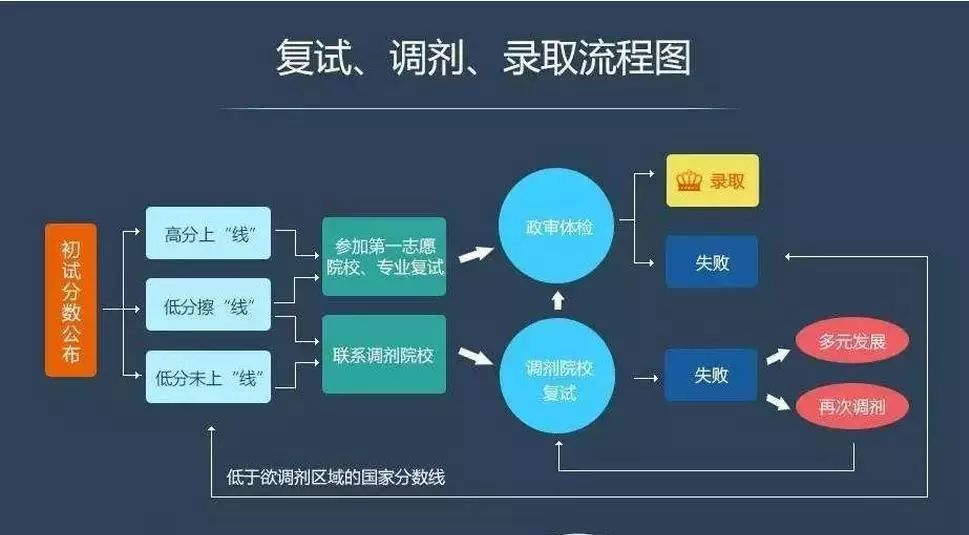 复试、调剂、录取流程图
初试分数公布
高分上“线”
低分擦“线”
低分未上“线”
参加第一志愿
院校、专业复试
联系调剂院校
政审体检
调剂院校
复试
录取
失败
失败
多元发展
再次调剂
低于欲调剂区域的国家分数线